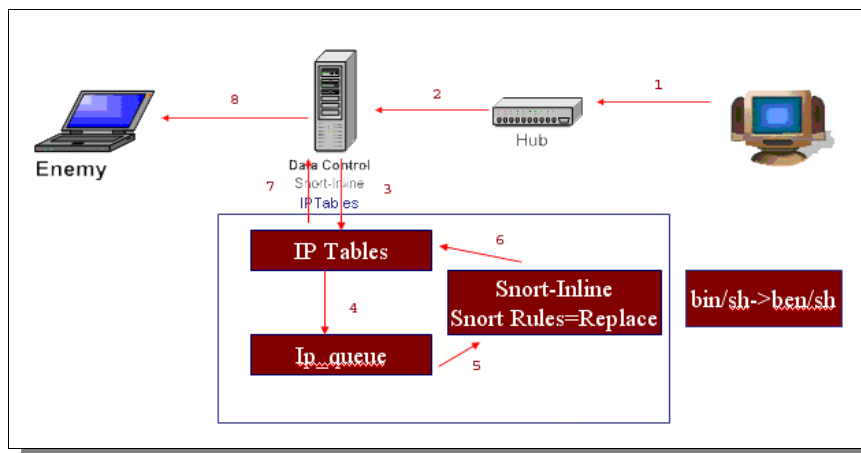 8
2
1
Hub
Enemy
Data Control
Snort-Inline
IPTables
7
3
IP Tables
6
Snort-Inline
Snort Rules=Replace
bin/sh->ben/sh
4
Ip_queue
5